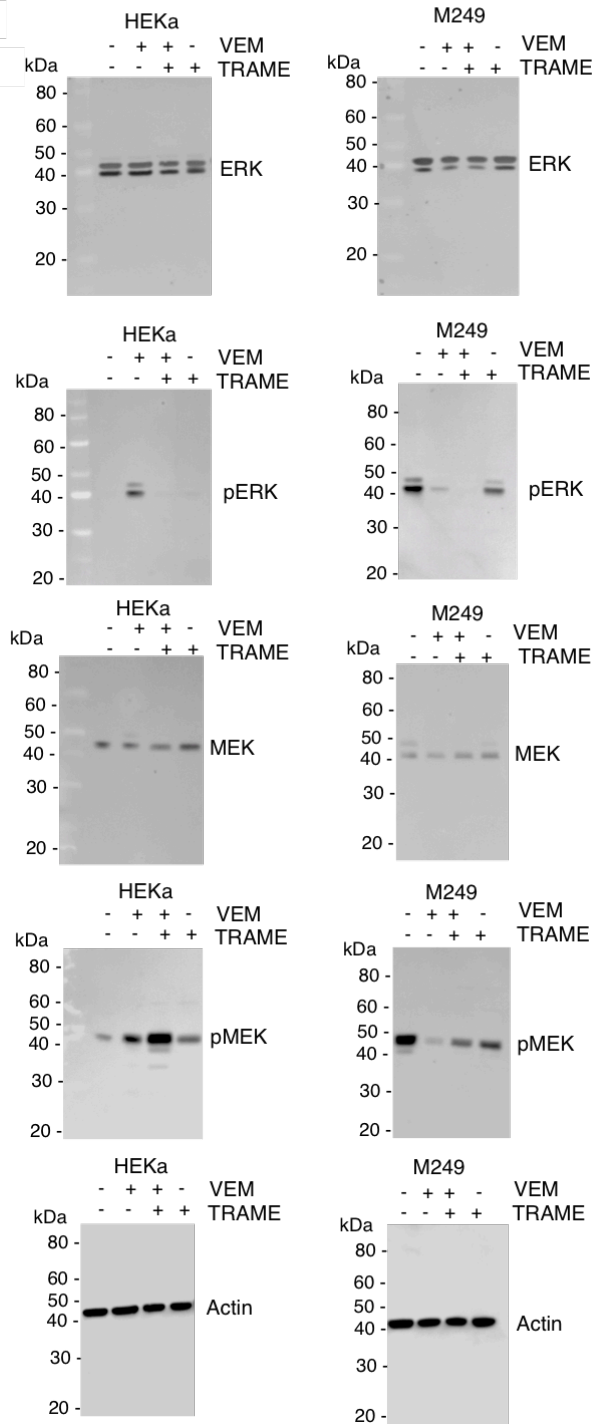 HEKa
- + + - VEM
- - + + TRAME
kDa
80 -
60 -
50 -
40 -
30 -
20 -
ERK
M249
- + + - VEM
- - + + TRAME
kDa
80 -
60 -
50 -
40 -
30 -
20 -
ERK
HEKa
- + + - VEM
- - + + TRAME
kDa
80 -
60 -
50 -
40 -
30 -
20 -
pERK
M249
- + + - VEM
- - + + TRAME
kDa
80 -
60 -
50 -
40 -
30 -
20 -
pERK
HEKa
- + + - VEM
- - + + TRAME
kDa
80 -
60 -
50 -
40 -
30 -
20 -
MEK
M249
- + + - VEM
- - + + TRAME
kDa
80 -
60 -
50 -
40 -
30 -
20 -
MEK
HEKa
- + + - VEM
- - + + TRAME
kDa
80 -
60 -
50 -
40 -
30 -
20 -
pMEK
M249
- + + - VEM
- - + + TRAME
kDa
80 -
60 -
50 -
40 -
30 -
20 -
pMEK
HEKa
- + + - VEM
- - + + TRAME
kDa
80 -
60 -
50 -
40 -
30 -
20 -
Actin
M249
- + + - VEM
- - + + TRAME
kDa
80 -
60 -
50 -
40 -
30 -
20 -
Actin